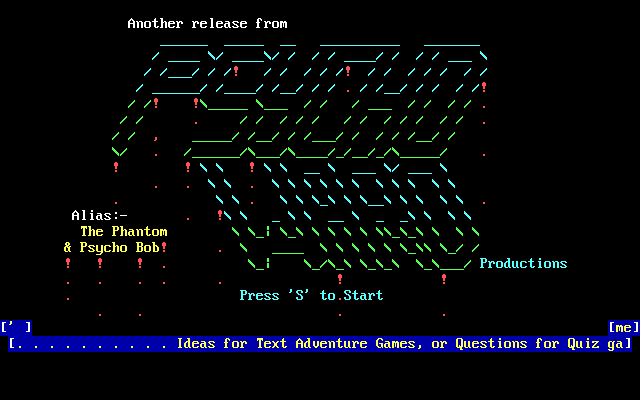 Another release from
Alias:-
The Phantom
& Psycho Bob
Productions
Press 'S' to Start
[' ]
[me]
[. . . . . . . . . . . Ideas for Text Adventure Games, or Questions for Quiz ga]